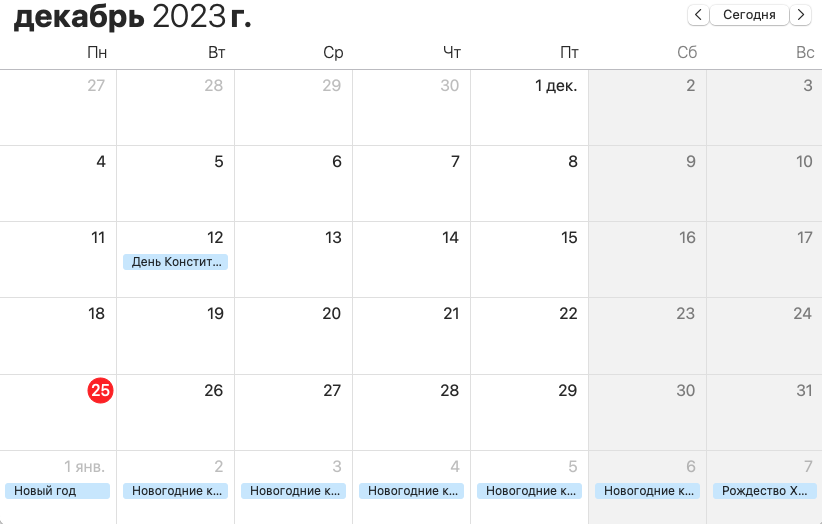 декабрь 2023 г.
Сегодня
Пн Вт Ср Чт Пт Сб Вс
27 28 29 30 1 дек. 2 3
4 5 6 7 8 9 10
11 12 13 14 15 16 17
День Констит...
18 19 20 21 22 23 24
25 26 27 28 29 30 31
1 янв. 2 3 4 5 6 7
Новый год Новогодние к... Новогодние к... Новогодние к... Новогодние к... Новогодние к... Рождество Х...